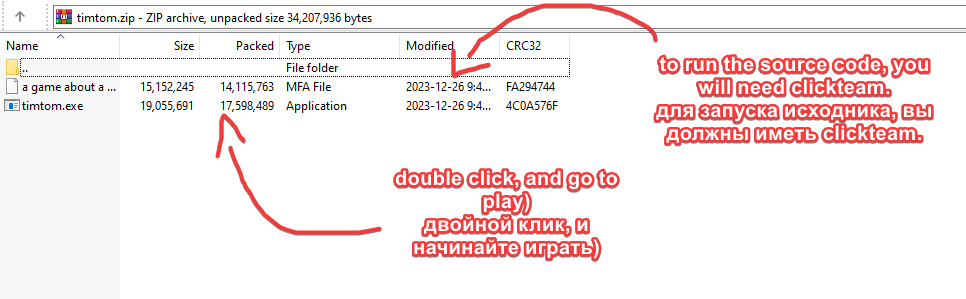 timtom.zip - ZIP archive, unpacked size 34,207,936 bytes
Name Size Packed Type Modified CRC32
.. File folder
a game about a ... 15,152,245 14,115,763 MFA File 2023-12-26 9:4... FA294744
timtom.exe 19,055,691 17,598,489 Application 2023-12-26 9:4... 4C0A576F
to run the source code, you
will need clickteam.
для запуска исходника, вы
должны иметь clickteam.
double click, and go to
play)
двойной клик, и
начинайте играть)